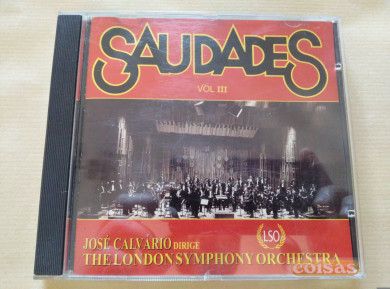 SAUDADES
VOL III
LSO
JOSÉ CALVÁRIO DIRIGE
THE LONDON SYMPHONY ORCHESTRA
coisas